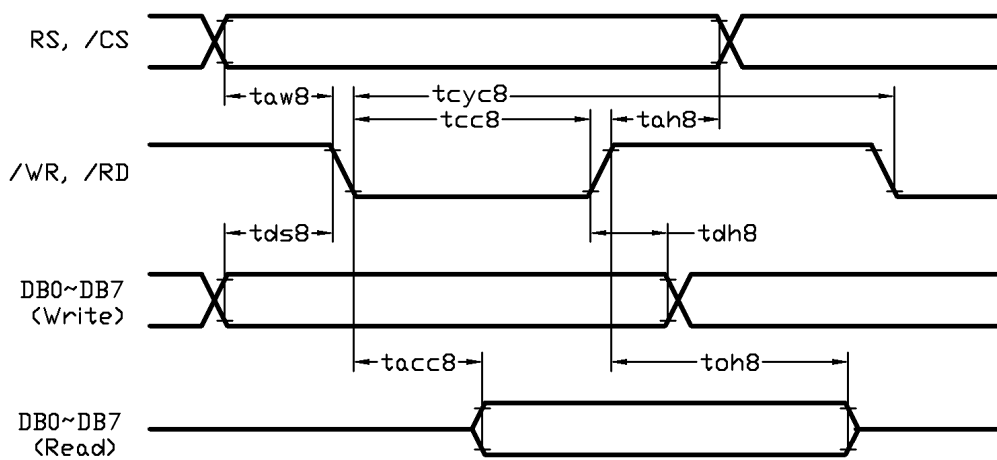 RS, /CS
taw8
tcyc8
tcc8
tah8
/WR, /RD
tds8
tdh8
DB0~DB7
(Write)
tacc8
toh8
DB0~DB7
(Read)